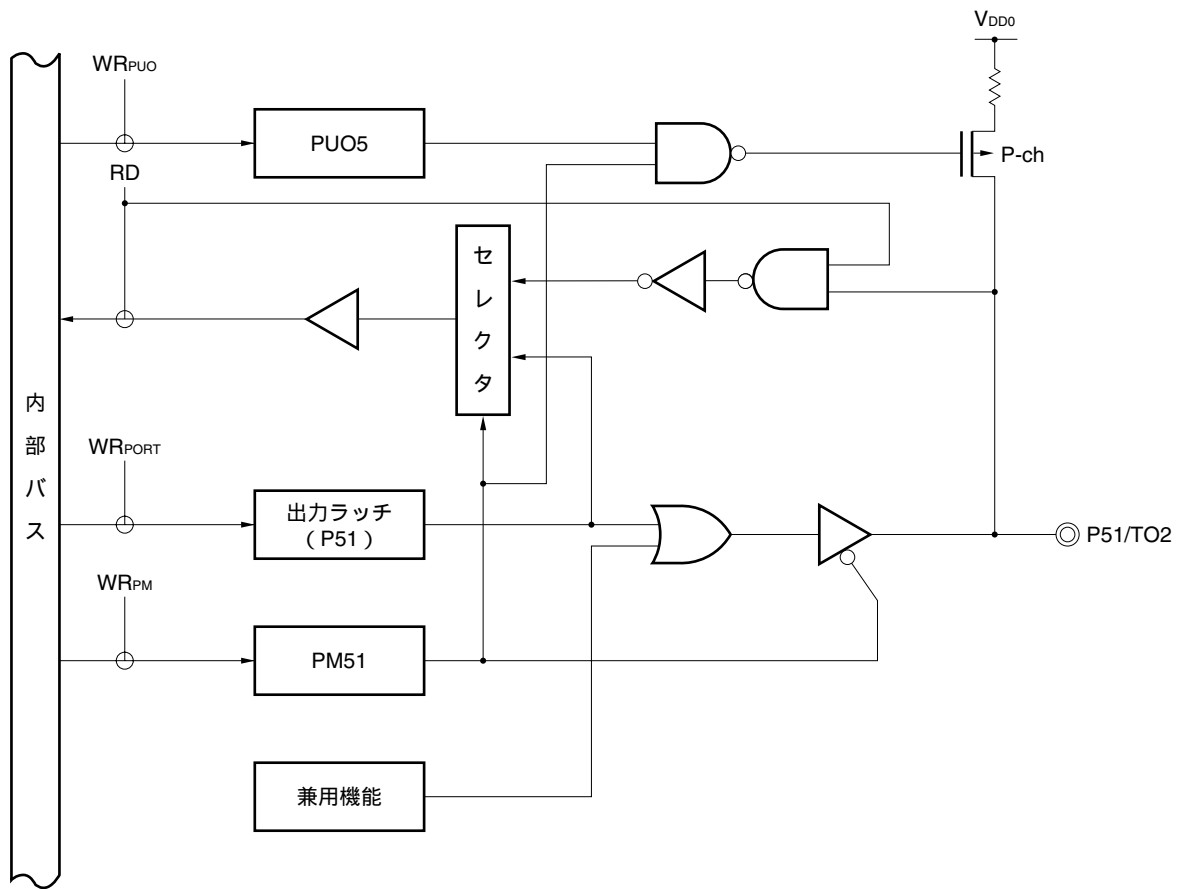 VDD0
WRPUO
PUO5
P-ch
RD
セレクタ
内部バス
WRPORT
出力ラッチ
（P51）
P51/TO2
WRPM
PM51
兼用機能